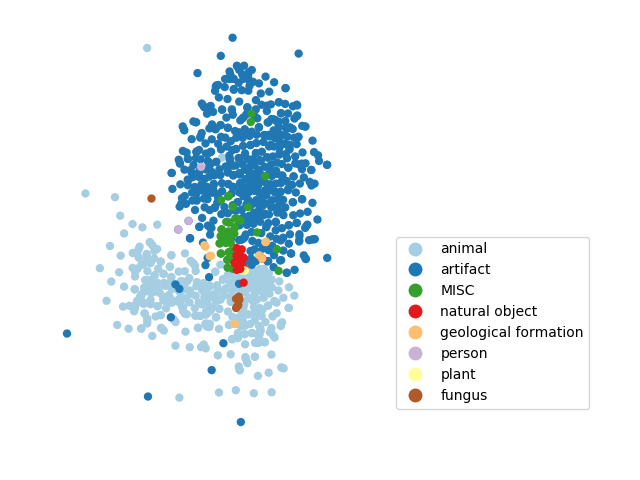 animal
artifact
MISC
natural object
geological formation
person
plant
fungus